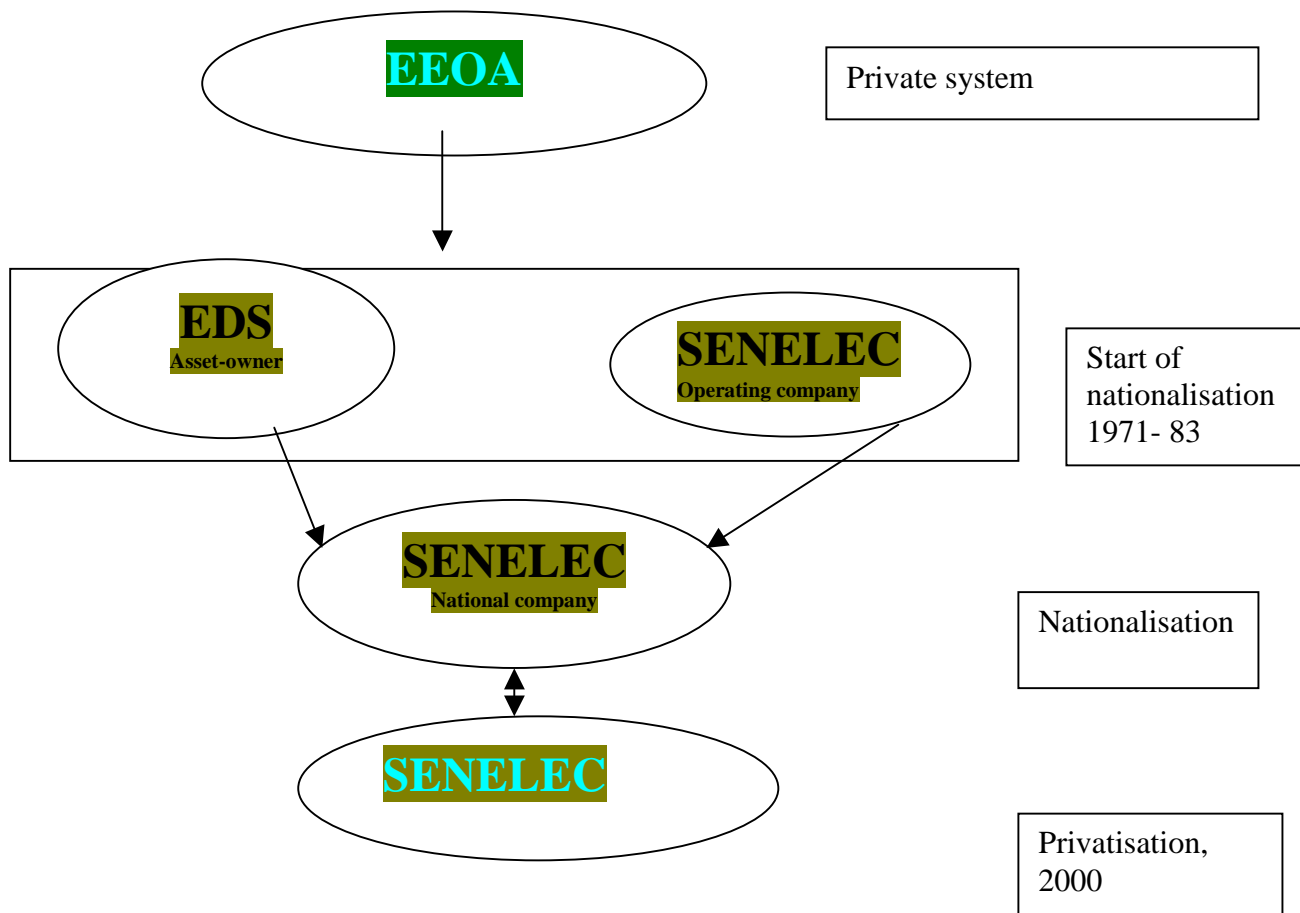 EEOA
Private system
EDS
Asset-owner
SENELEC
Operating company
Start of
nationalisation
1971- 83
SENELEC
National company
Nationalisation
SENELEC
Privatisation,
2000